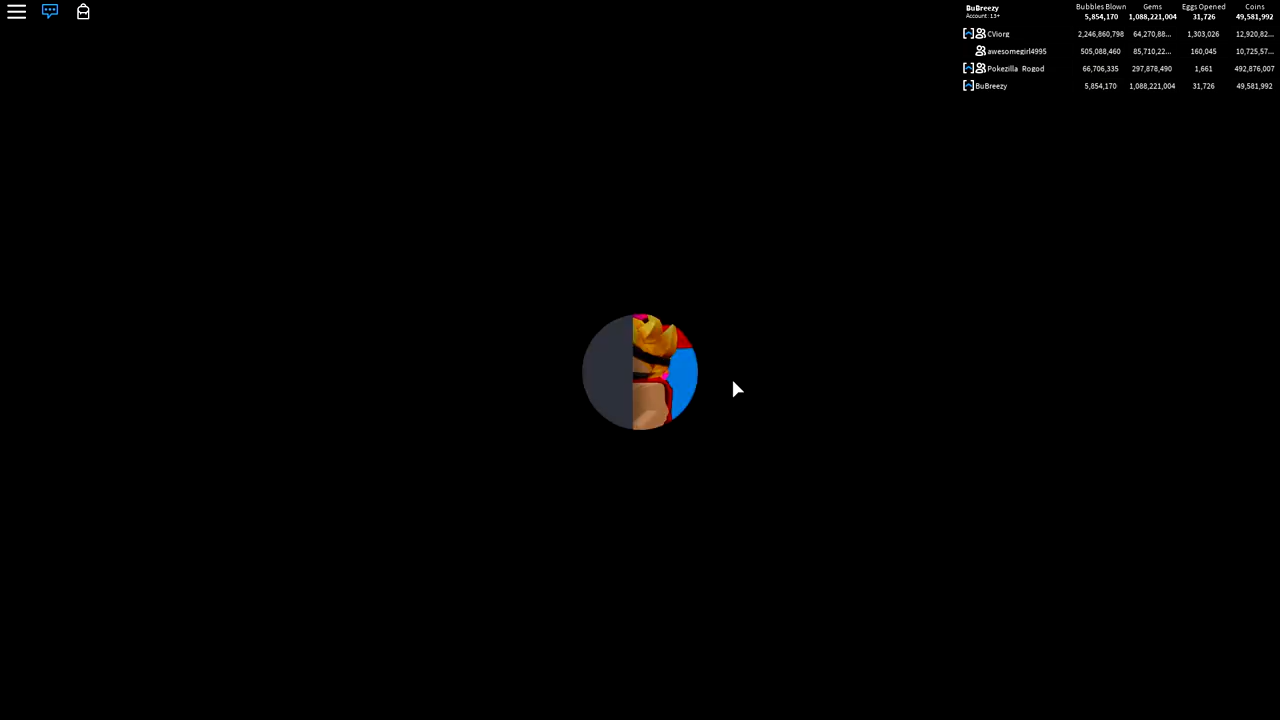 BuBreezy Bubbles Blown Gems Eggs Opened Coins
Account: 13+ 5,854,170 1,088,221,004 31,726 49,581,992
CViorg 2,246,860,798 64,270,88... 1,303,026 12,920,82...
awesomegirl4995 505,088,460 85,710,22... 160,045 10,725,57...
Pokezilla_Rogod 66,706,335 297,878,490 1,661 492,876,007
BuBreezy 5,854,170 1,088,221,004 31,726 49,581,992